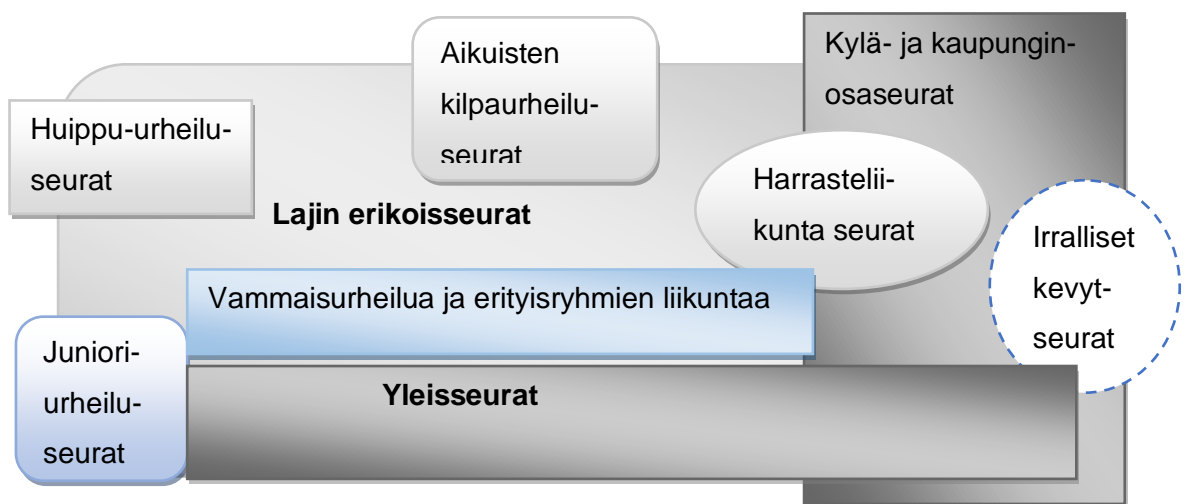 Aikuisten
kilpaurheilu-
seurat
Kylä- ja kaupungin-
osaseurat
Huippu-urheilu-
seurat
Harrastelii-
kunta seurat
Lajin erikoisseurat
Irralliset
kevyt-
seurat
Vammaisurheilua ja erityisryhmien liikuntaa
Juniori-
urheilu-
seurat
Yleisseurat